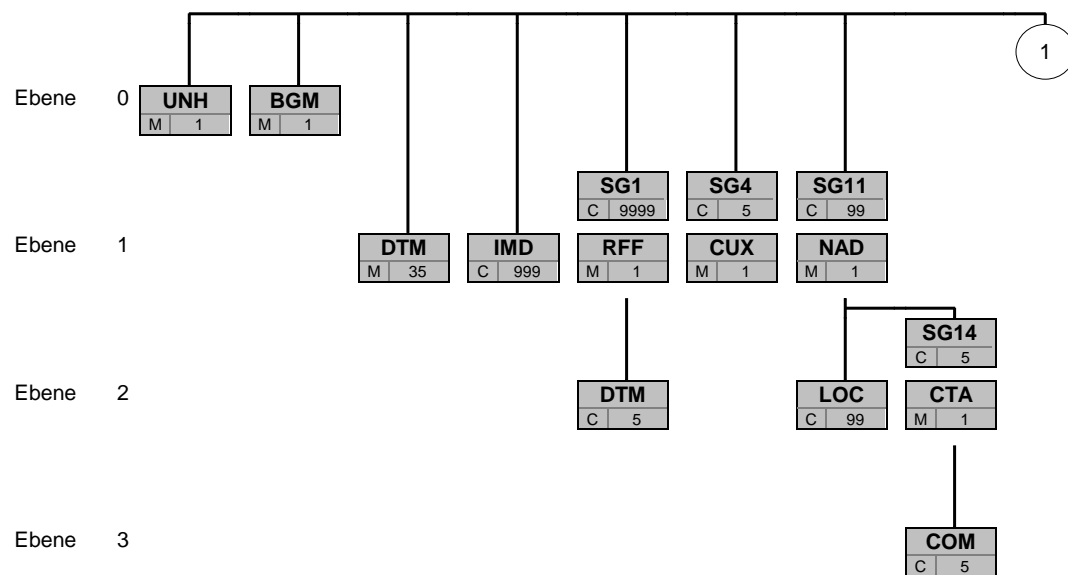 1
Ebene 0 UNH BGM
M 1 M 1
SG1 SG4 SG11
C 9999 C 5 C 99
Ebene 1 DTM IMD RFF CUX NAD
M 35 C 999 M 1 M 1 M 1
SG14
C 5
Ebene 2 DTM LOC CTA
C 5 C 99 M 1
Ebene 3 COM
C 5